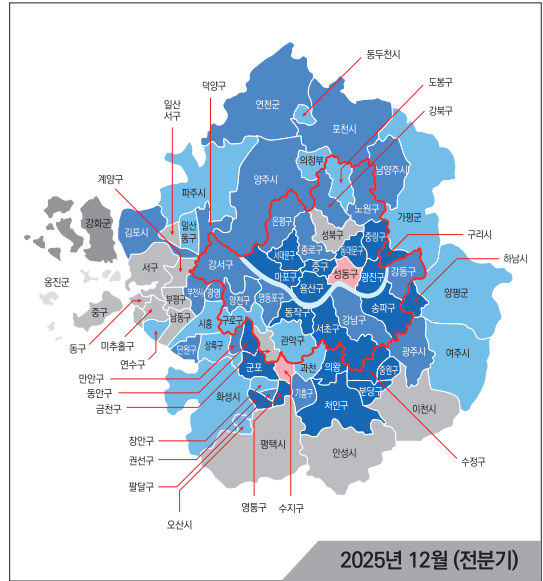 동두천시
도봉구
강북구
덕양구
일산
서구
계양구
연천군
포천시
의정부
남양주시
양주시
파주시
노원구
가평군
구리시
하남시
은평구
성북구
중랑구
강화군
김포시
일산
동구
서대문구
종로구
동대문구
서구
강서구
마포구
중구
성동구
광진구
강동구
옹진군
용산구
양평군
부평구
부천시
광명
양천구
영등포구
동작구
송파구
중구
남동구
서초구
강남구
동구
미추홀구
시흥
구로구
관악구
광주시
여주시
연수구
단원구
상록구
군포
과천
의왕
중원구
만안구
동안구
금천구
화성시
기흥구
분당구
처인구
이천시
장안구
권선구
팔달구
오산시
평택시
안성시
수정구
영통구
수지구
2025년 12월 (전분기)